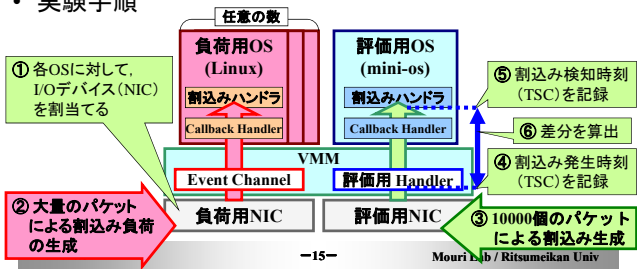 • 実験手順
任意の数
負荷用OS
(Linux)
割込みハンドラ
Callback Handler
評価用OS
(mini-os)
割込みハンドラ
Callback Handler
① 各OSに対して,
I/Oデバイス(NIC)
を割当てる
⑤ 割込み検知時刻
(TSC)を記録
⑥ 差分を算出
④ 割込み発生時刻
(TSC)を記録
VMM
Event Channel
評価用 Handler
② 大量のパケット
による割込み負荷
の生成
負荷用NIC
評価用NIC
③ 10000個のパケット
による割込み生成
－15－
Mouri Lab / Ritsumeikan Univ